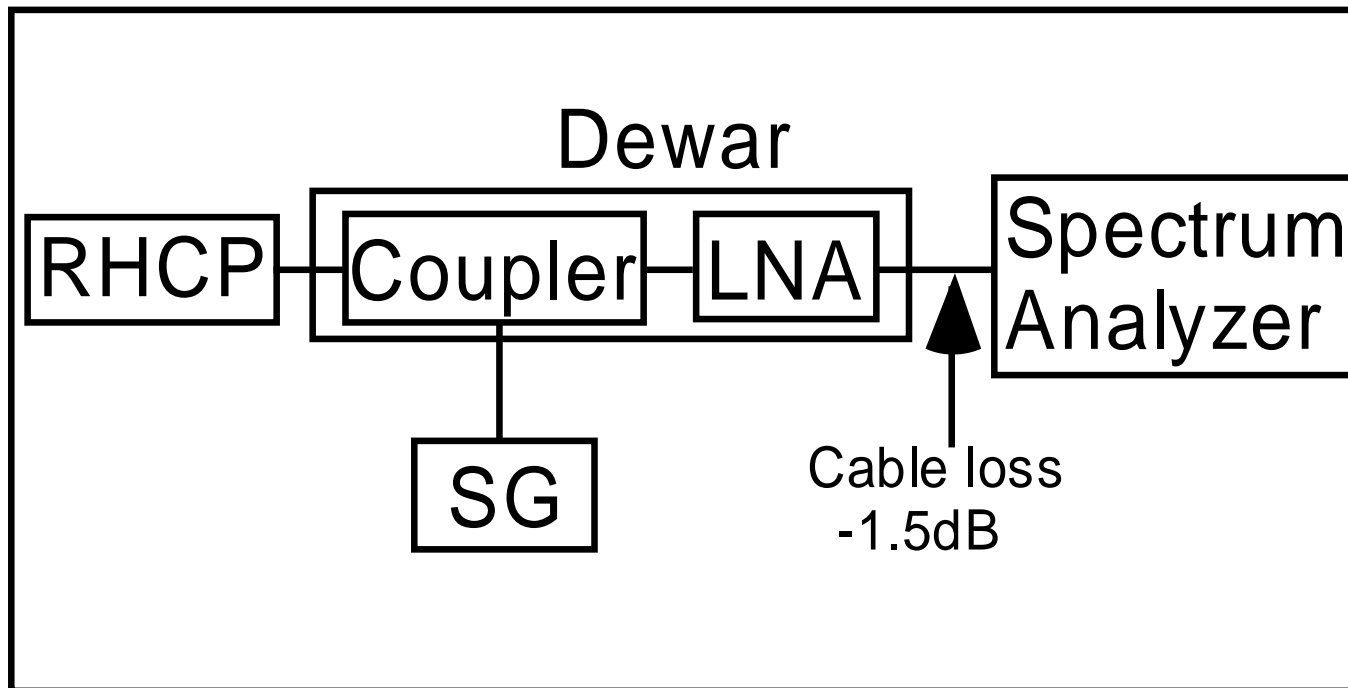 Dewar
RHCP
Coupler
LNA
Spectrum
Analyzer
SG
Cable loss
-1.5dB